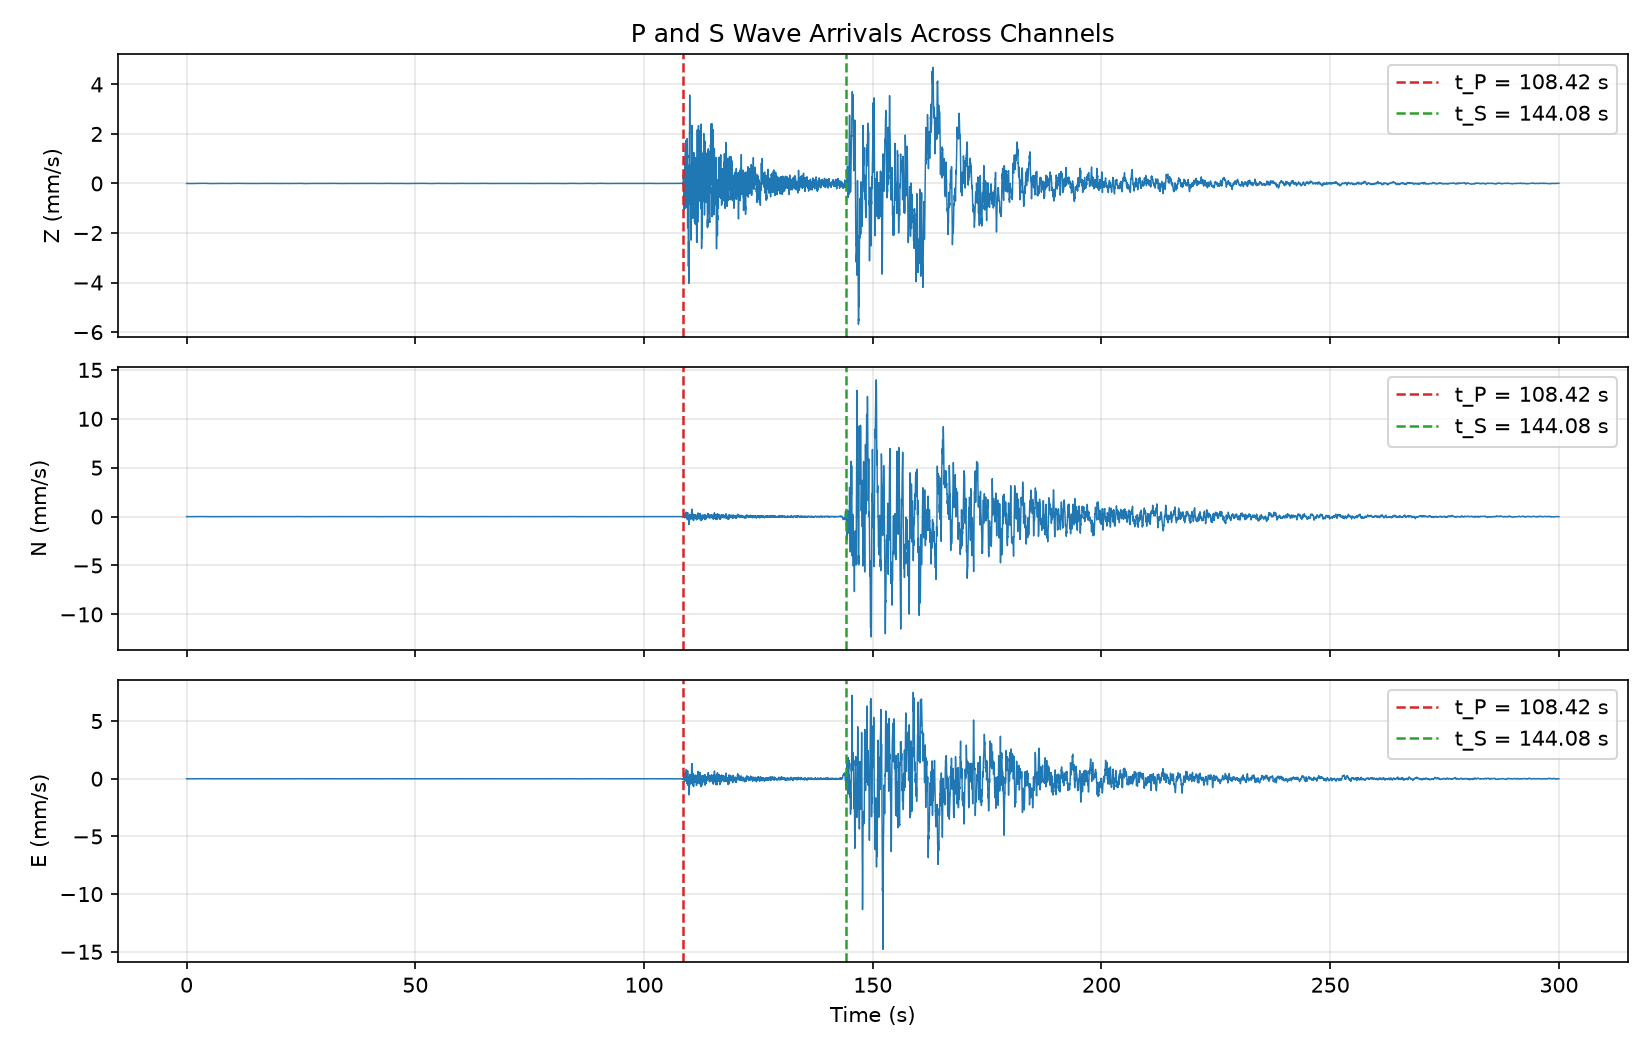 P and S Wave Arrivals Across Channels
4
2
0
−2
−4
−6
Z (mm/s)
t_P = 108.42 s
t_S = 144.08 s
15
10
5
0
−5
−10
N (mm/s)
t_P = 108.42 s
t_S = 144.08 s
5
0
−5
−10
−15
E (mm/s)
t_P = 108.42 s
t_S = 144.08 s
0 50 100 150 200 250 300
Time (s)